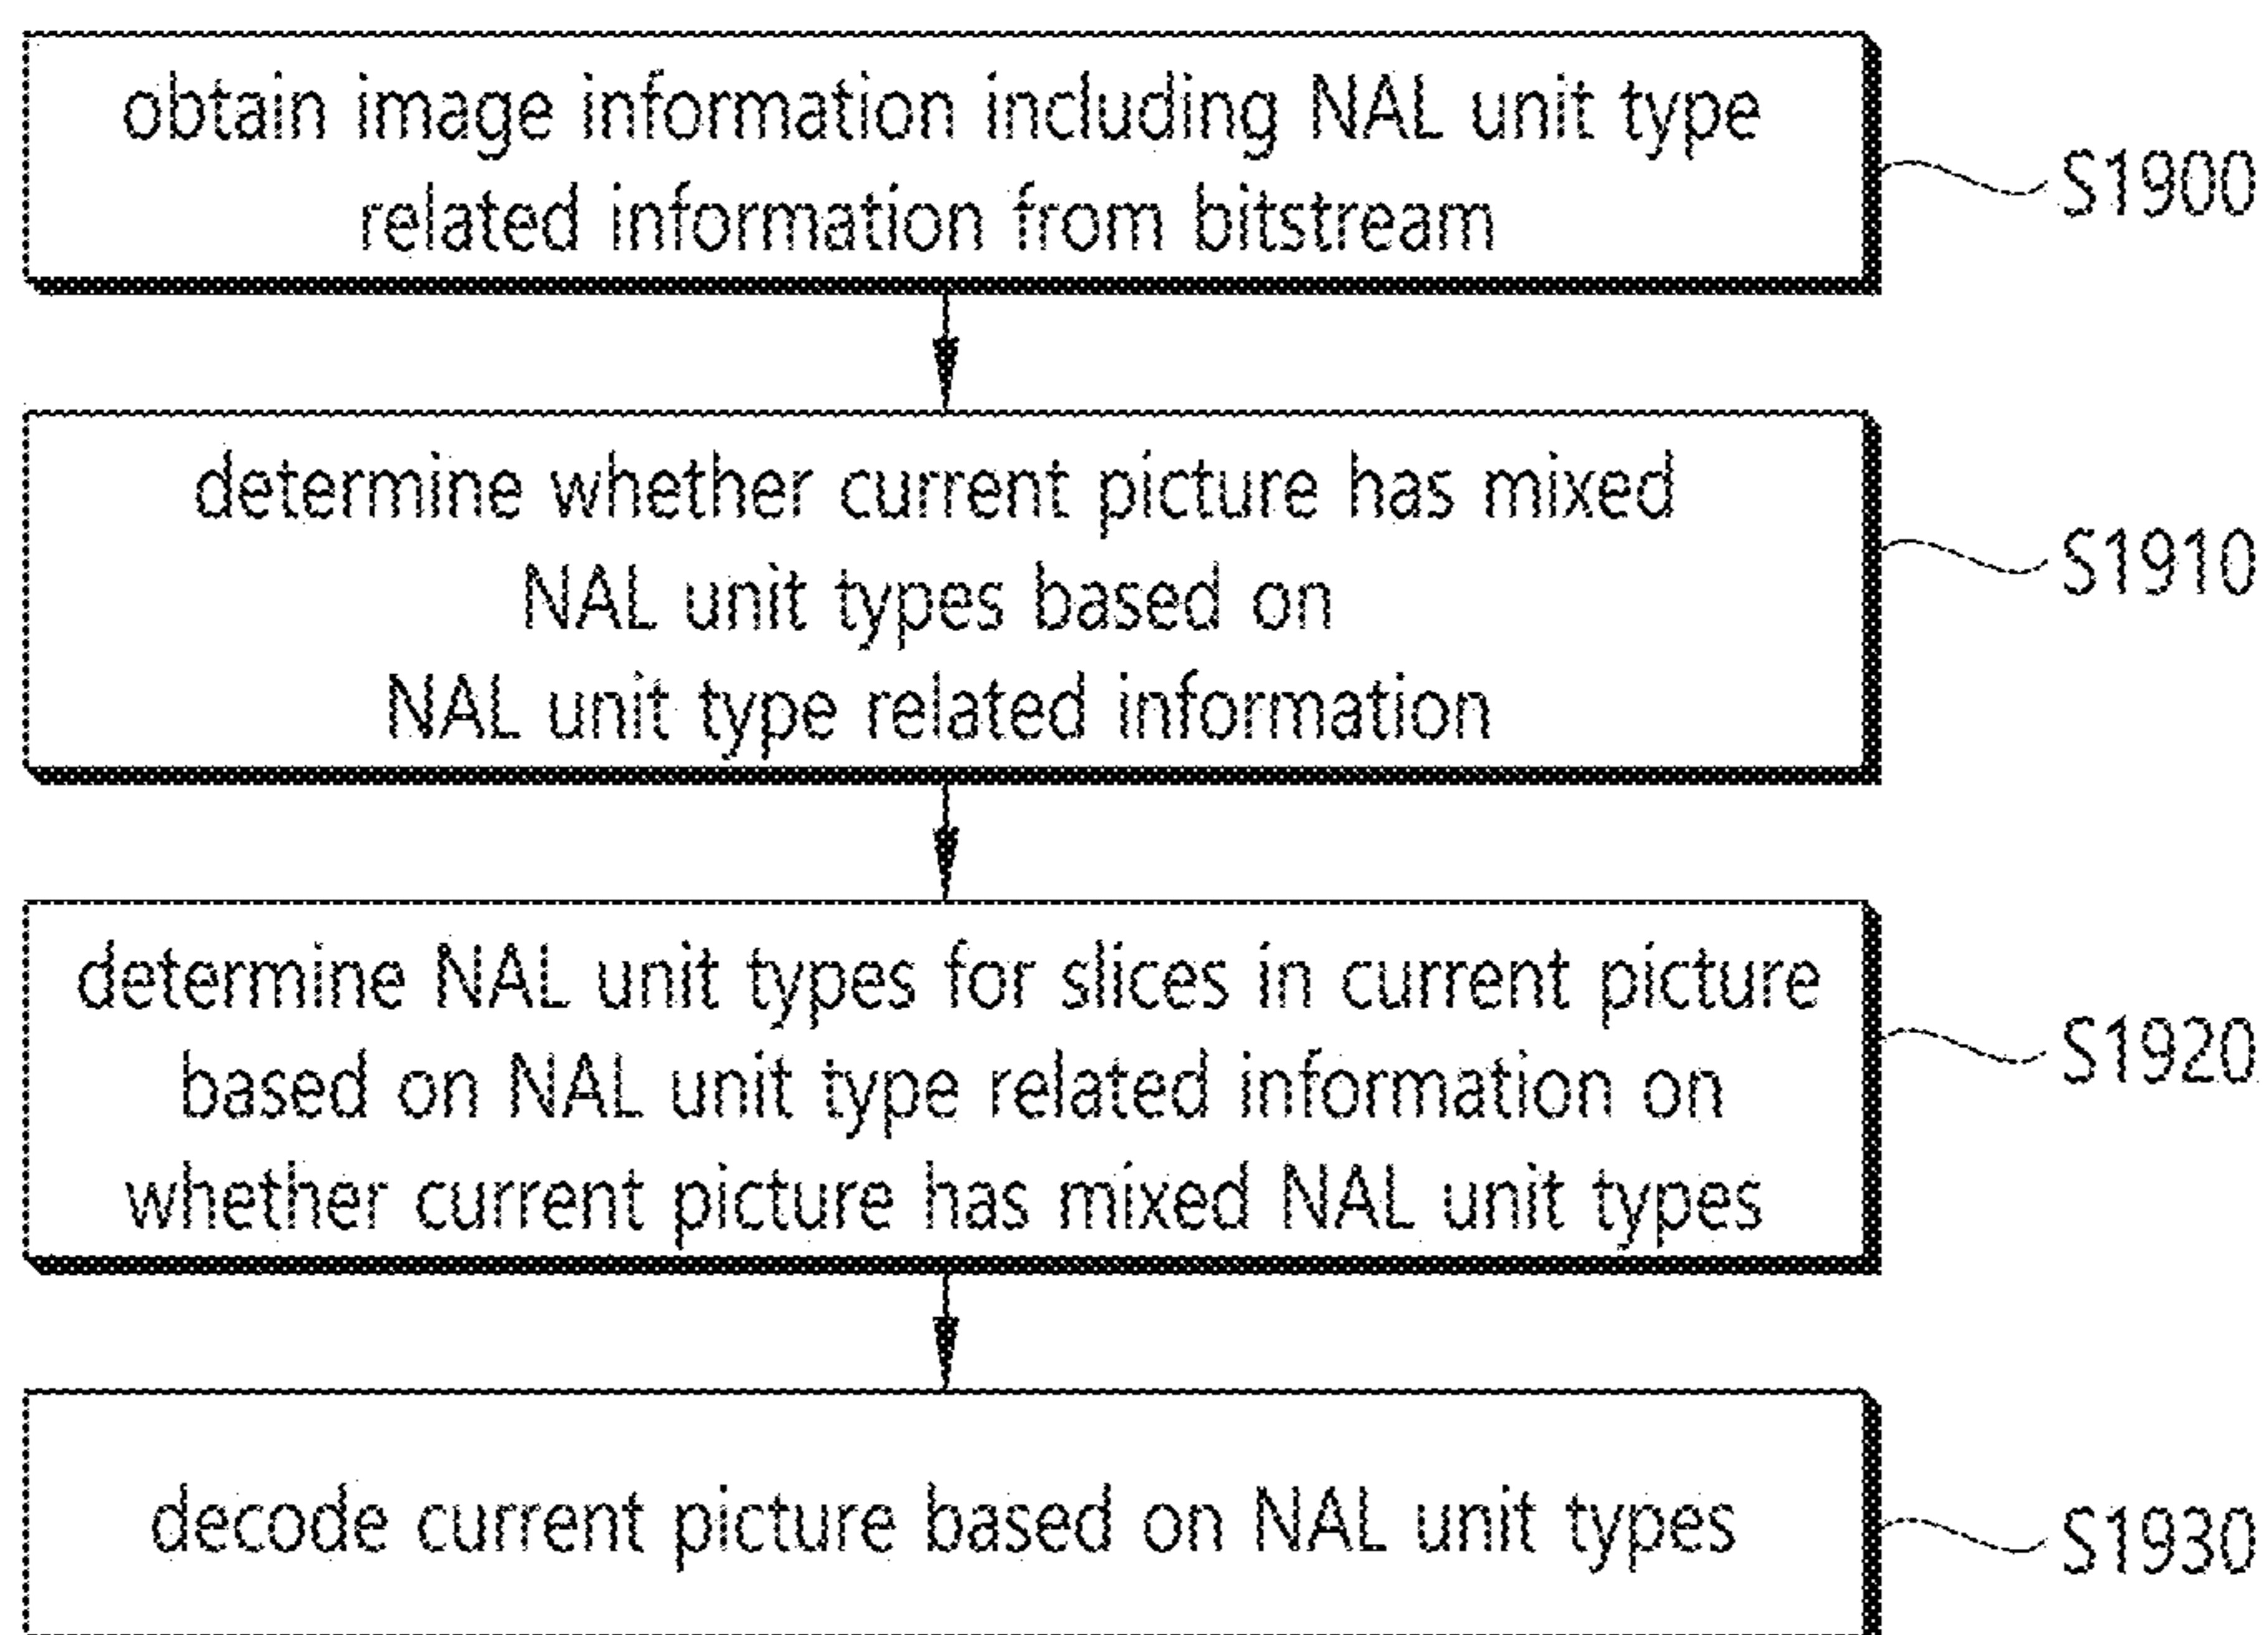 obtain image information including NAL unit type
related information from bitstream
S1900
determine whether current picture has mixed
NAL unit types based on
NAL unit type related information
S1910
determine NAL unit types for slices in current picture
based on NAL unit type related information on
whether current picture has mixed NAL unit types
S1920
decode current picture based on NAL unit types
S1930